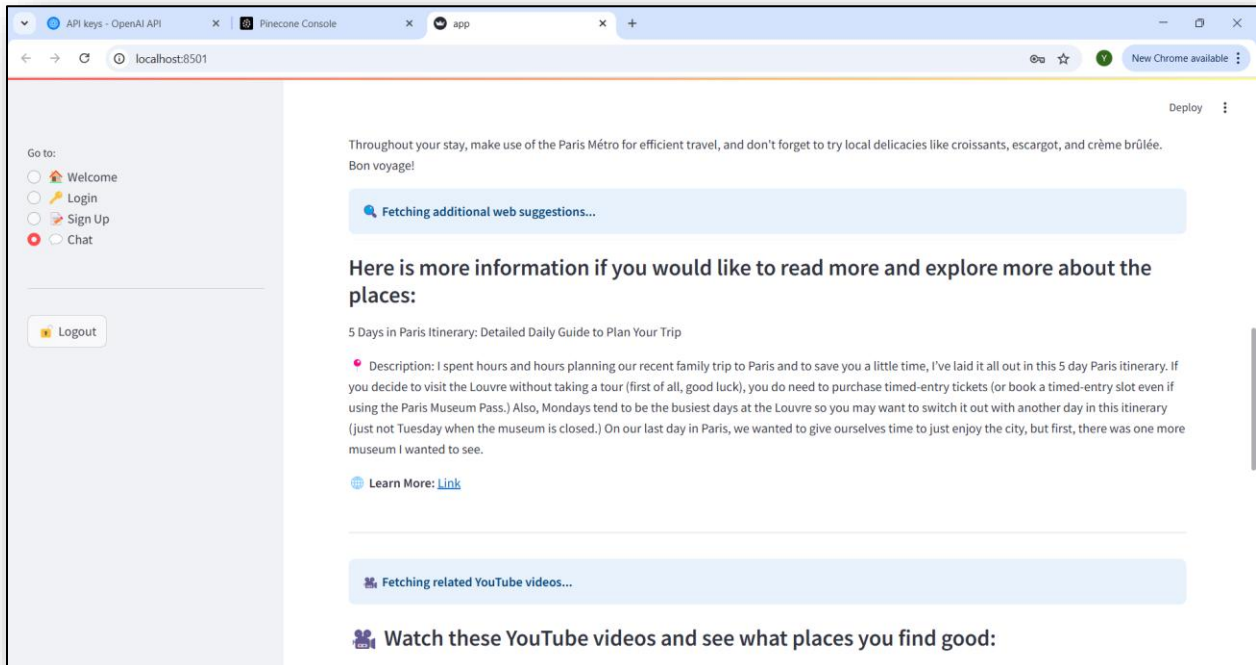 API keys - OpenAI API
Pinecone Console
app
localhost:8501
Y
New Chrome available
Deploy
Go to:
🏠 Welcome
🔑 Login
📝 Sign Up
💬 Chat
🔓 Logout
Throughout your stay, make use of the Paris Métro for efficient travel, and don't forget to try local delicacies like croissants, escargot, and crème brûlée.
Bon voyage!
🔍 Fetching additional web suggestions...
Here is more information if you would like to read more and explore more about the
places:
5 Days in Paris Itinerary: Detailed Daily Guide to Plan Your Trip
📍 Description: I spent hours and hours planning our recent family trip to Paris and to save you a little time, I've laid it all out in this 5 day Paris itinerary. If
you decide to visit the Louvre without taking a tour (first of all, good luck), you do need to purchase timed-entry tickets (or book a timed-entry slot even if
using the Paris Museum Pass.) Also, Mondays tend to be the busiest days at the Louvre so you may want to switch it out with another day in this itinerary
(just not Tuesday when the museum is closed.) On our last day in Paris, we wanted to give ourselves time to just enjoy the city, but first, there was one more
museum I wanted to see.
🌐 Learn More: Link
🎥 Fetching related YouTube videos...
🎥 Watch these YouTube videos and see what places you find good: